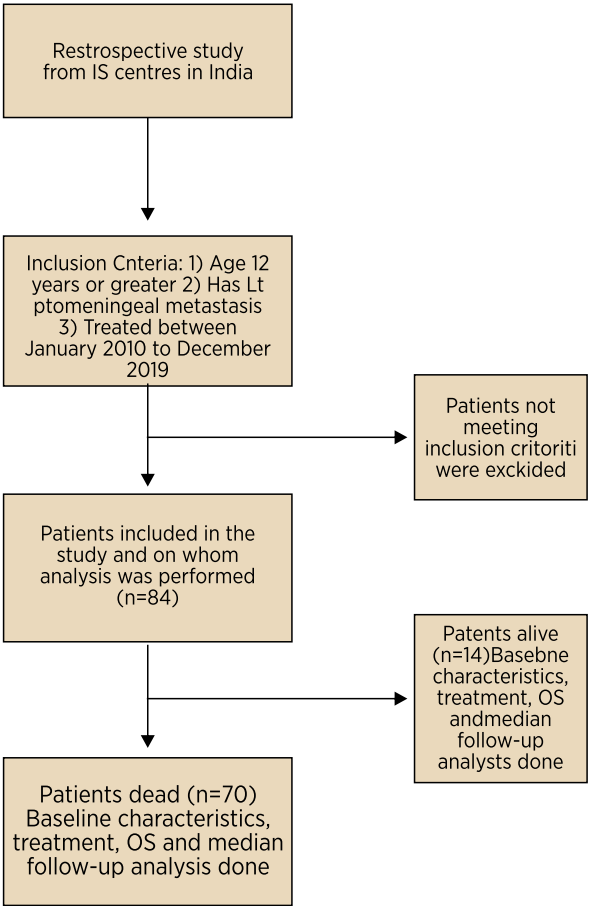 Restrospective study
from IS centres in India
Inclusion Cnteria: 1) Age 12
years or greater 2) Has Lt
ptomeningeal metastasis
3) Treated between
January 2010 to December
2019
Patients not
meeting
inclusion critoriti
were exckided
Patients included in the
study and on whom
analysis was performed
(n=84)
Patents alive
(n=14)Basebne
characteristics,
treatment, OS
andmedian
follow-up
analysts done
Patients dead (n=70)
Baseline characteristics,
treatment, OS and median
follow-up analysis done